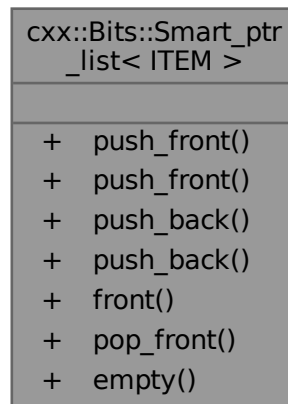 cxx::Bits::Smart_ptr
_list< ITEM >
+ push_front()
+ push_front()
+ push_back()
+ push_back()
+ front()
+ pop_front()
+ empty()